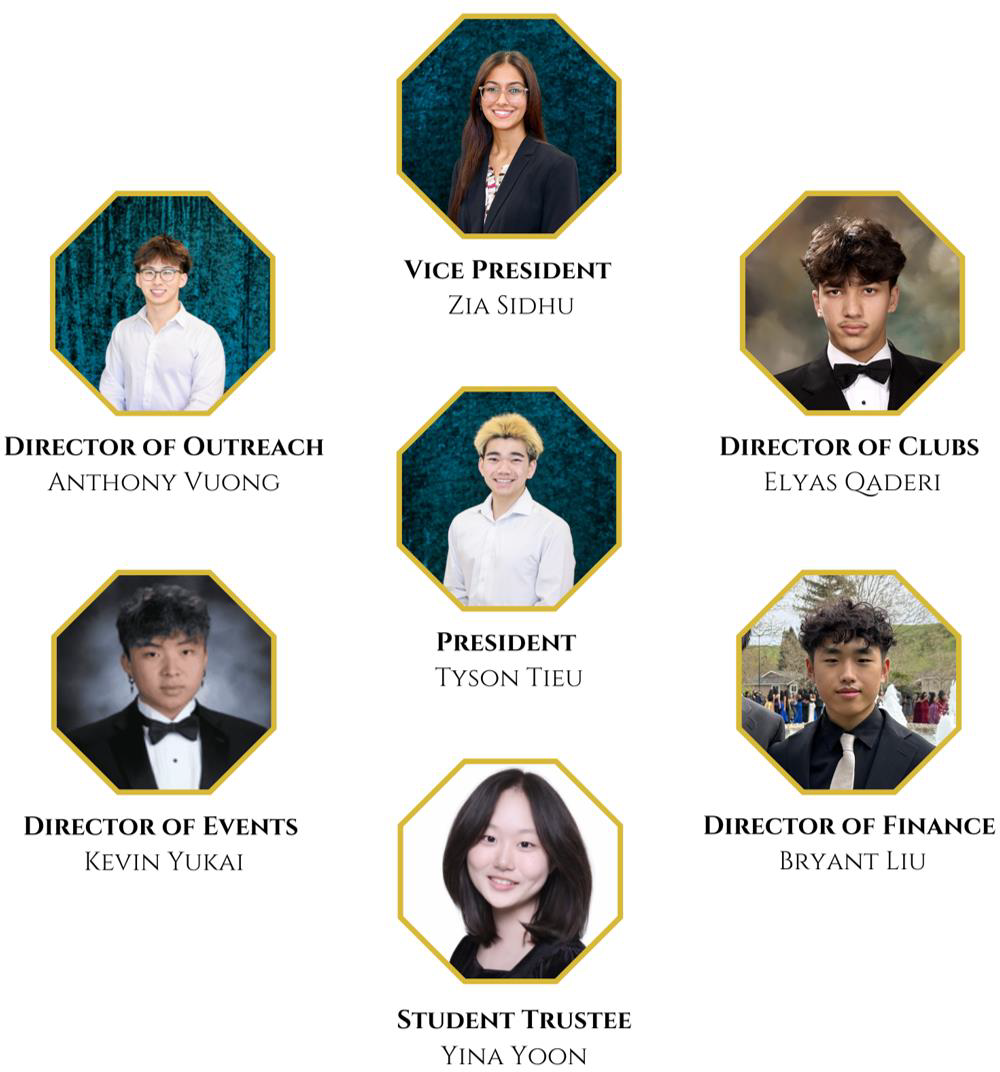 VICE PRESIDENT
ZIA SIDHU
DIRECTOR OF OUTREACH
ANTHONY VUONG
DIRECTOR OF CLUBS
ELYAS QADERI
PRESIDENT
TYSON TIEU
DIRECTOR OF EVENTS
KEVIN YUKAI
DIRECTOR OF FINANCE
BRYANT LIU
STUDENT TRUSTEE
YINA YOON